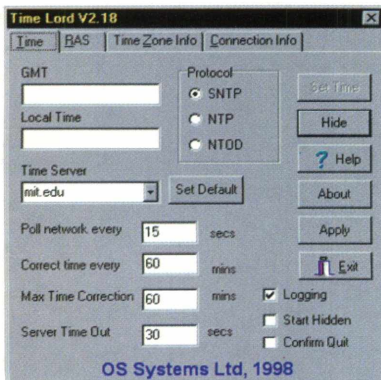 Time Lord V2.18
Time RAS Time Zone Info Connection Info
GMT
Local Time
Protocol
SNTP
NTP
NTOD
Set Time
Hide
Help
About
Apply
Exit
Time Server
mit.edu Set Default
Poll network every 15 secs
Correct time every 60 mins
Max Time Correction 60 mins
Server Time Out 30 secs
Logging
Start Hidden
Confirm Quit
OS Systems Ltd, 1998